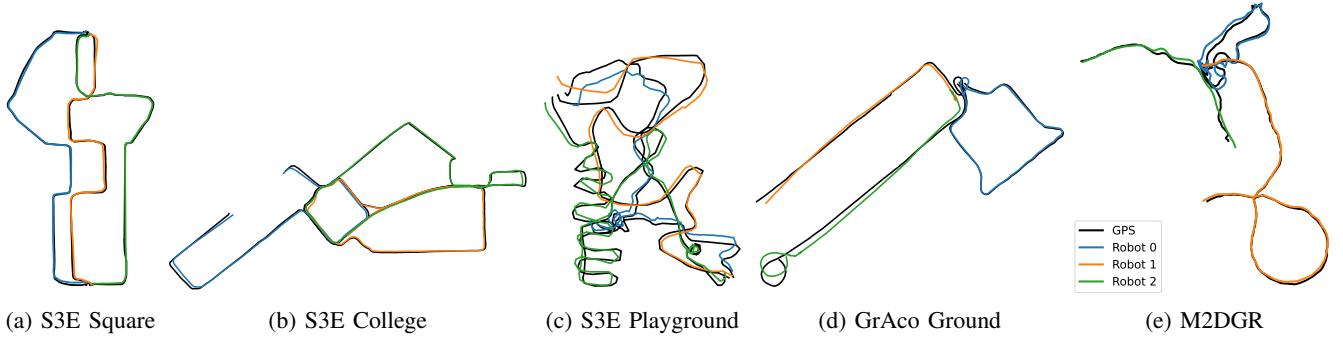 GPS
Robot 0
Robot 1
Robot 2
(a) S3E Square
(b) S3E College
(c) S3E Playground
(d) GrAco Ground
(e) M2DGR